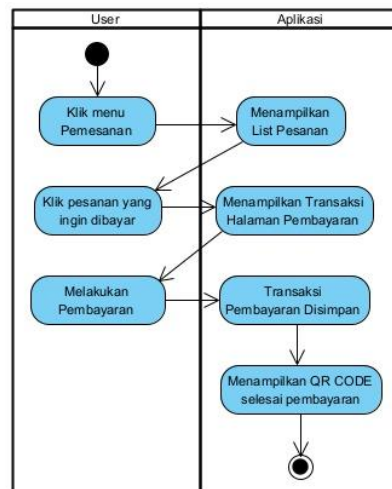 User
Aplikasi
Klik menu
Pemesanan
Menampilkan
List Pesanan
Klik pesanan yang
ingin dibayar
Menampilkan Transaksi
Halaman Pembayaran
Melakukan
Pembayaran
Transaksi
Pembayaran Disimpan
Menampilkan QR CODE
selesai pembayaran